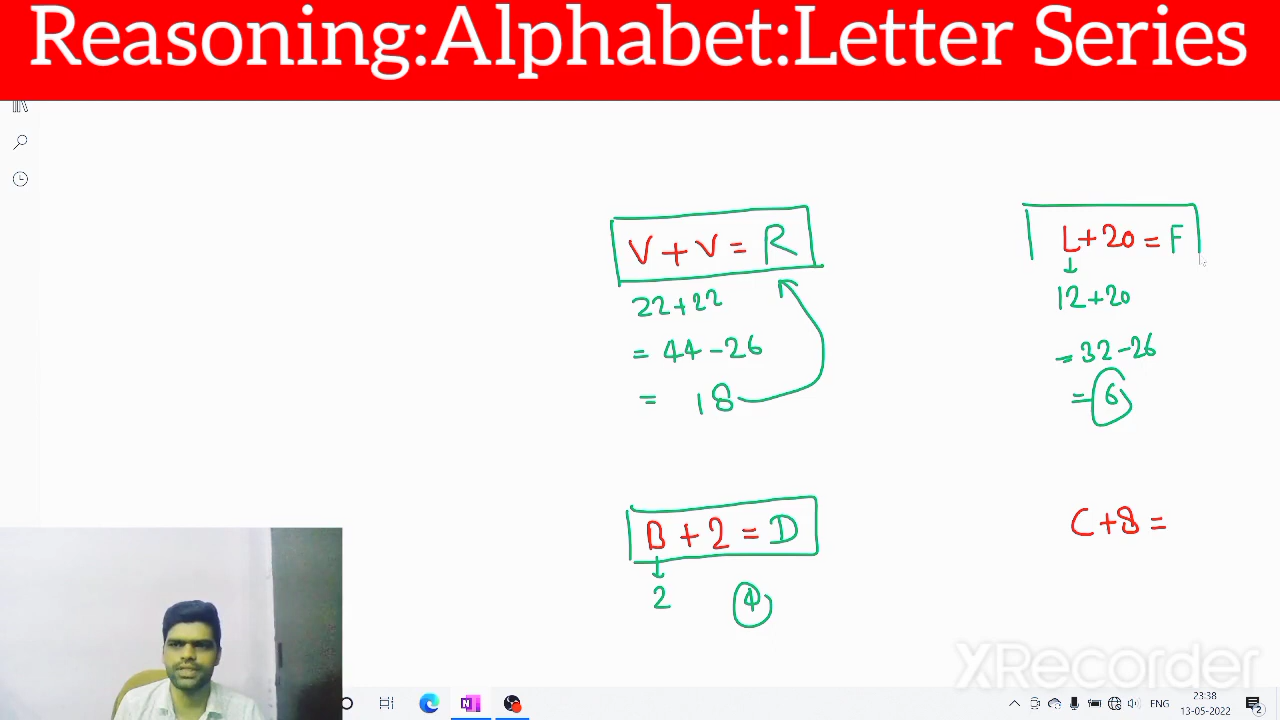 Reasoning:Alphabet:Letter Series
V + V = R
22+22
= 44-26
= 18
L+20 = F
12+20
= 32-26
= 6
B + 2 = D
2
4
C+8 =
XRecorder
ENG
23:38
13-05-2022
2